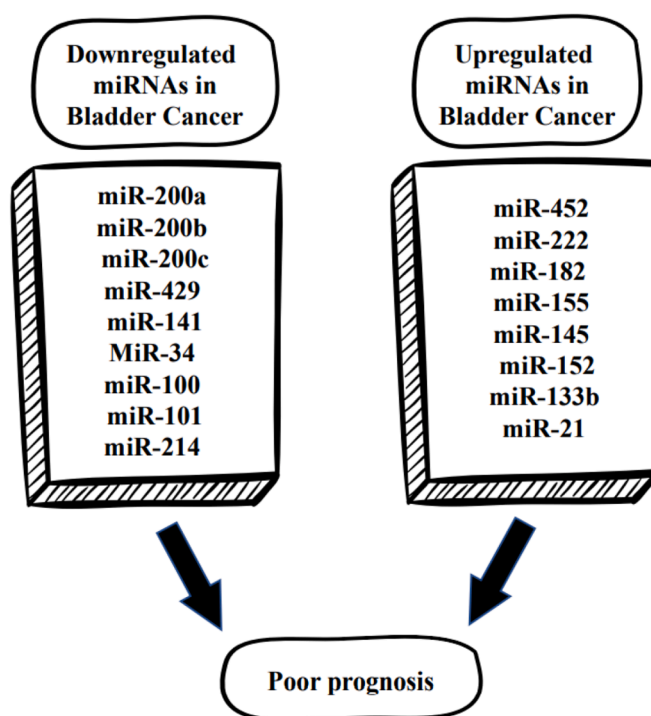 Downregulated
miRNAs in
Bladder Cancer
miR-200a
miR-200b
miR-200c
miR-429
miR-141
MiR-34
miR-100
miR-101
miR-214
Upregulated
miRNAs in
Bladder Cancer
miR-452
miR-222
miR-182
miR-155
miR-145
miR-152
miR-133b
miR-21
Poor prognosis